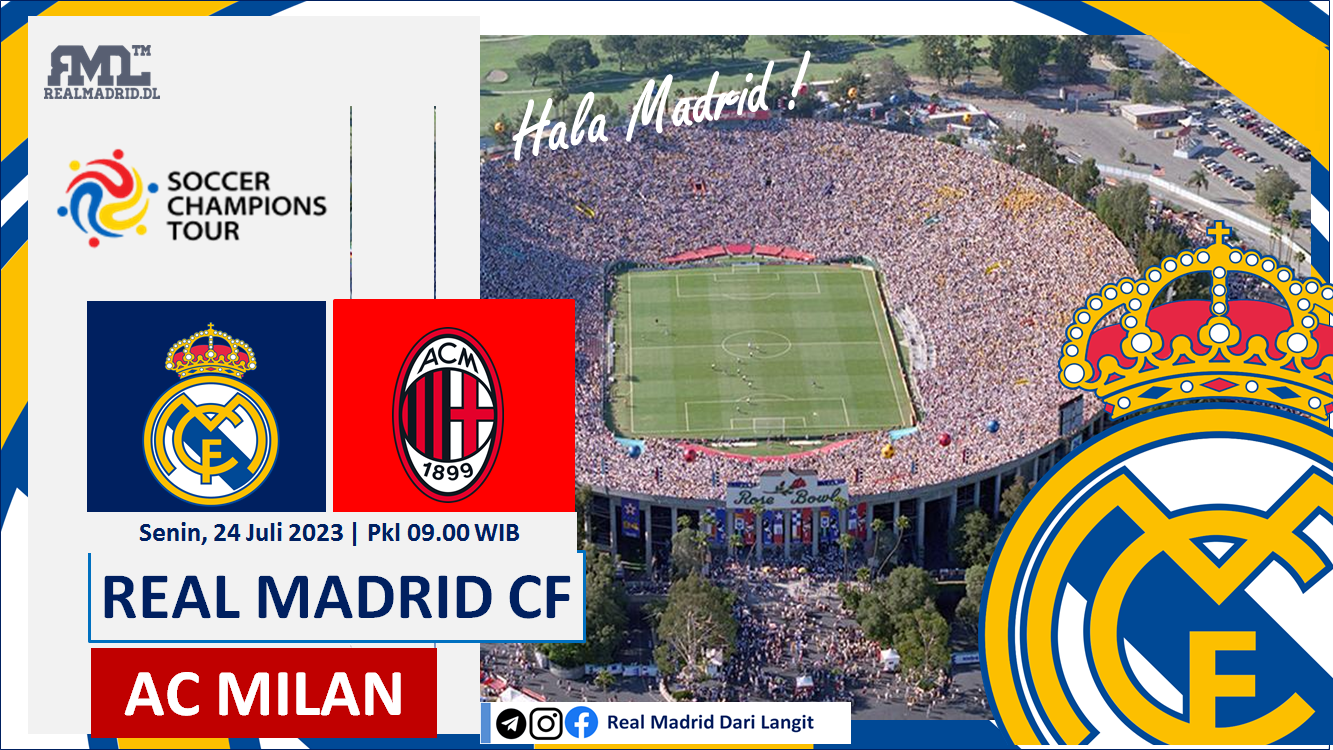 RML™
REALMADRID.DL
SOCCER
CHAMPIONS
TOUR
Hala Madrid !
ACM
1899
Rose Bowl
Senin, 24 Juli 2023 | Pkl 09.00 WIB
REAL MADRID CF
AC MILAN
Real Madrid Dari Langit